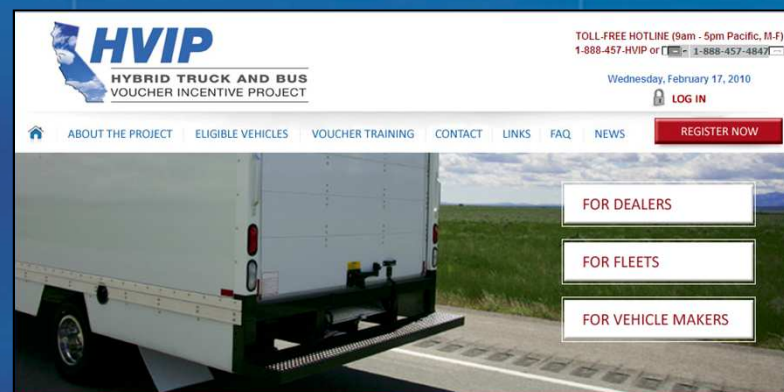 HVIP
HYBRID TRUCK AND BUS
VOUCHER INCENTIVE PROJECT
TOLL-FREE HOTLINE (9am - 5pm Pacific, M-F)
1-888-457-HVIP or 1-888-457-4847
Wednesday, February 17, 2010
LOG IN
ABOUT THE PROJECT ELIGIBLE VEHICLES VOUCHER TRAINING CONTACT LINKS FAQ NEWS REGISTER NOW
FOR DEALERS
FOR FLEETS
FOR VEHICLE MAKERS